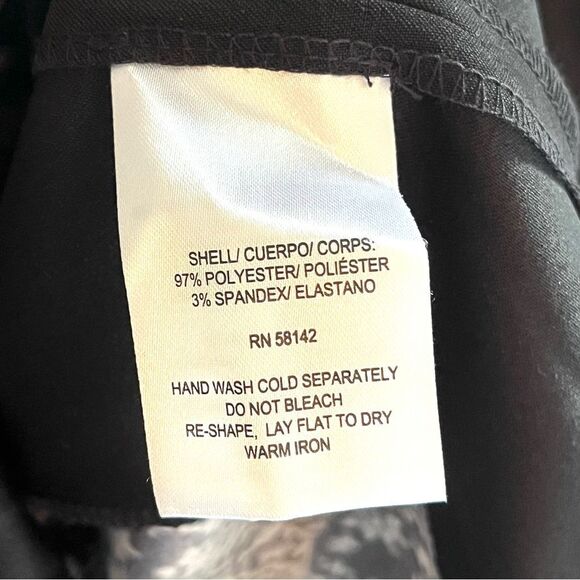 SHELL/ CUERPO/ CORPS:
97% POLYESTER/ POLIÉSTER
3% SPANDEX/ ELASTANO
RN 58142
HAND WASH COLD SEPARATELY
DO NOT BLEACH
RE-SHAPE, LAY FLAT TO DRY
WARM IRON